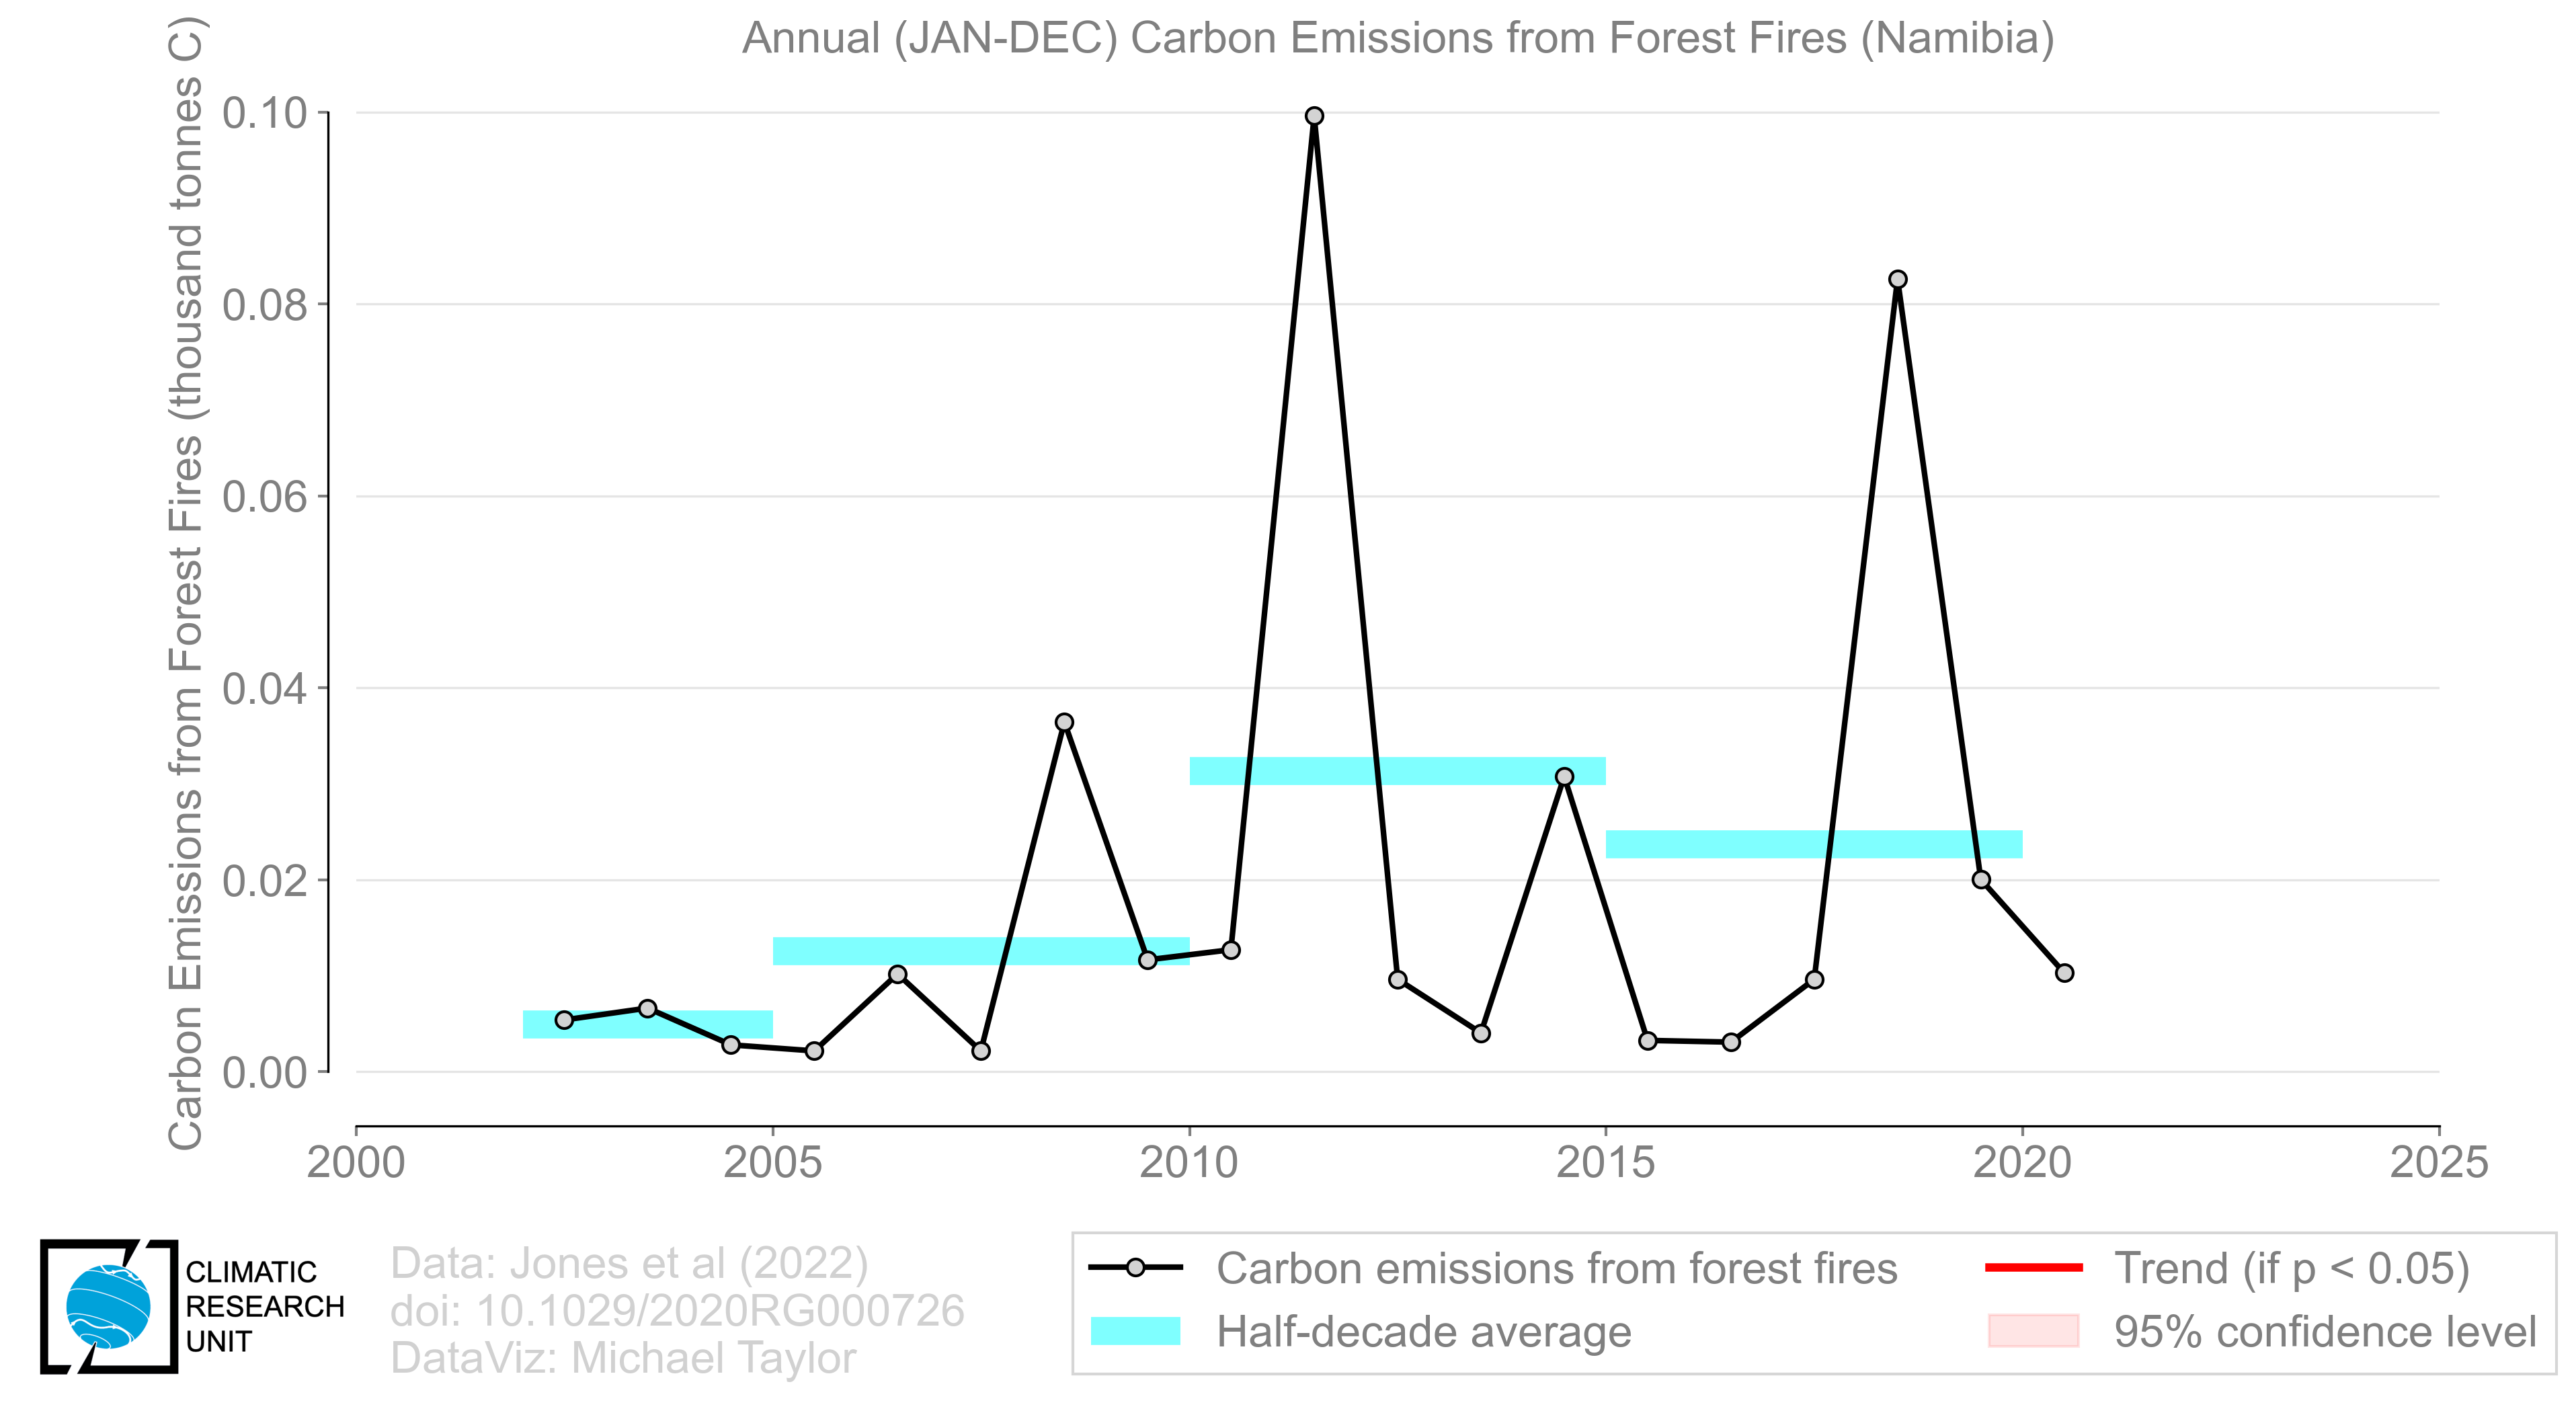 Annual (JAN-DEC) Carbon Emissions from Forest Fires (Namibia)
Carbon Emissions from Forest Fires (thousand tonnes C)
0.10
0.08
0.06
0.04
0.02
0.00
2000 2005 2010 2015 2020 2025
CLIMATIC
RESEARCH
UNIT
Data: Jones et al (2022)
doi: 10.1029/2020RG000726
DataViz: Michael Taylor
Carbon emissions from forest fires
Half-decade average
Trend (if p < 0.05)
95% confidence level